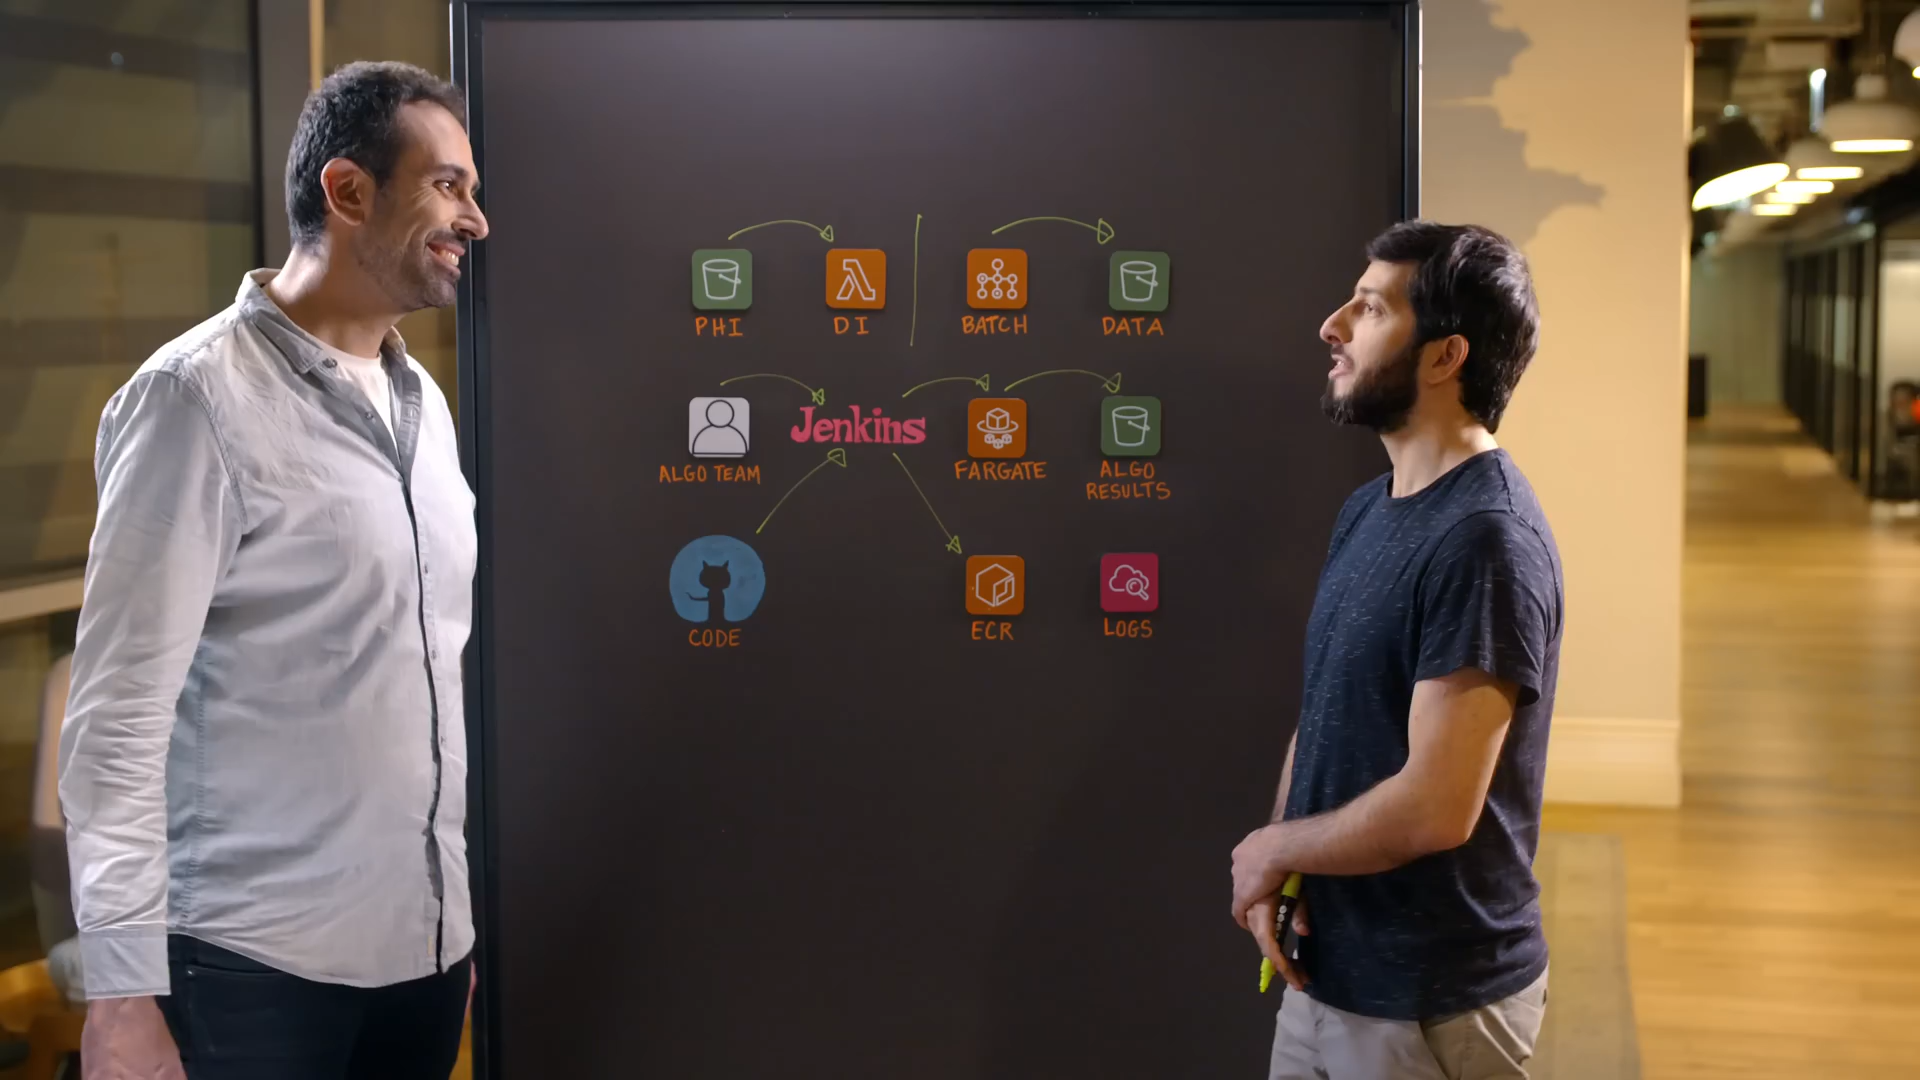 PHI
DI
BATCH
DATA
ALGO TEAM
Jenkins
FARGATE
ALGO
RESULTS
CODE
ECR
LOGS